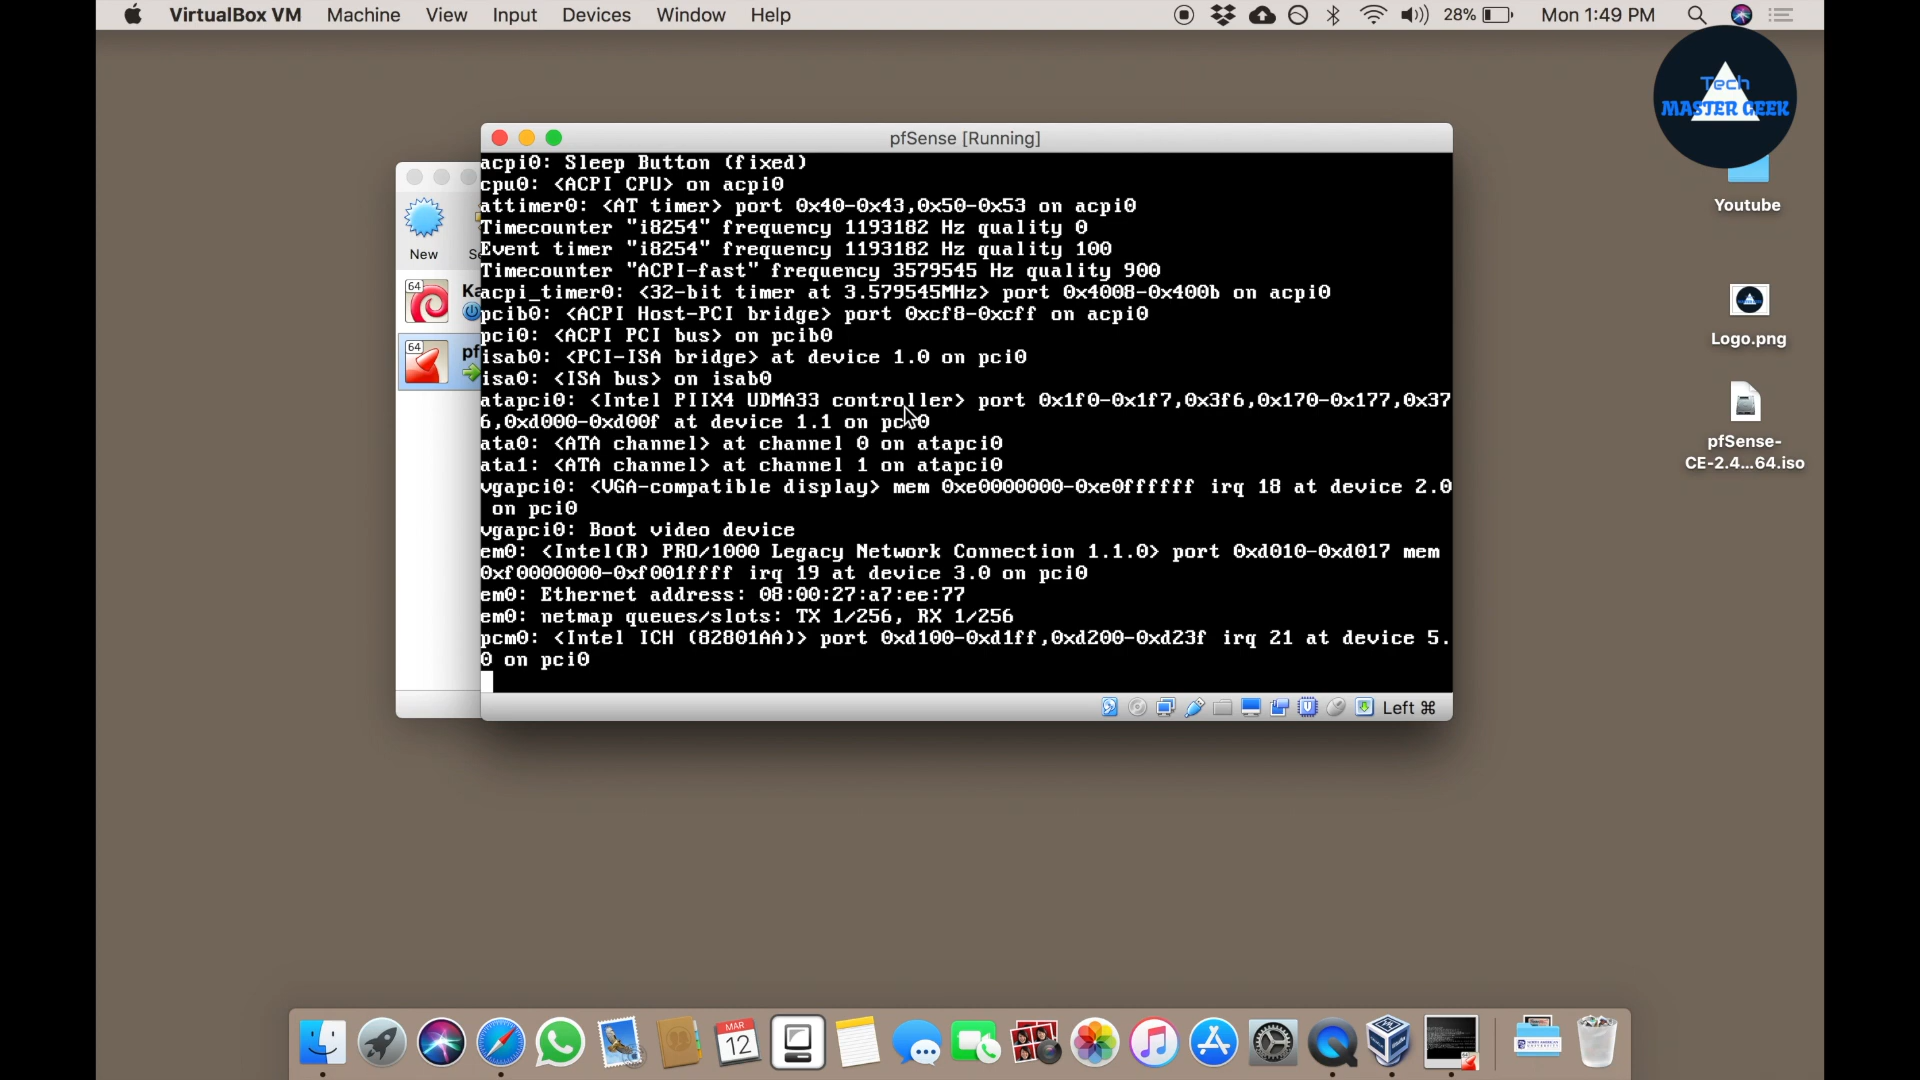 VirtualBox VM Machine View Input Devices Window Help 28% Mon 1:49 PM
Tech
MASTER GEEK
pfSense [Running]
acpi0: Sleep Button (fixed)
cpu0: <ACPI CPU> on acpi0
attimer0: <AT timer> port 0x40-0x43,0x50-0x53 on acpi0
Timecounter "i8254" frequency 1193182 Hz quality 0
Event timer "i8254" frequency 1193182 Hz quality 100
Timecounter "ACPI-fast" frequency 3579545 Hz quality 900
acpi_timer0: <32-bit timer at 3.579545MHz> port 0x4008-0x400b on acpi0
pcib0: <ACPI Host-PCI bridge> port 0xcf8-0xcff on acpi0
pci0: <ACPI PCI bus> on pcib0
isab0: <PCI-ISA bridge> at device 1.0 on pci0
isa0: <ISA bus> on isab0
atapci0: <Intel PIIX4 UDMA33 controller> port 0x1f0-0x1f7,0x3f6,0x170-0x177,0x37
6,0xd000-0xd00f at device 1.1 on pci0
ata0: <ATA channel> at channel 0 on atapci0
ata1: <ATA channel> at channel 1 on atapci0
vgapci0: <VGA-compatible display> mem 0xe0000000-0xe0ffffff irq 18 at device 2.0
on pci0
vgapci0: Boot video device
em0: <Intel(R) PRO/1000 Legacy Network Connection 1.1.0> port 0xd010-0xd017 mem
0xf0000000-0xf001ffff irq 19 at device 3.0 on pci0
em0: Ethernet address: 08:00:27:a7:ee:77
em0: netmap queues/slots: TX 1/256, RX 1/256
pcm0: <Intel ICH (82801AA)> port 0xd100-0xd1ff,0xd200-0xd23f irq 21 at device 5.
0 on pci0
Left ⌘
New Se
64 Ka
64 pf
Youtube
Logo.png
pfSense-
CE-2.4...64.iso
MAR
12